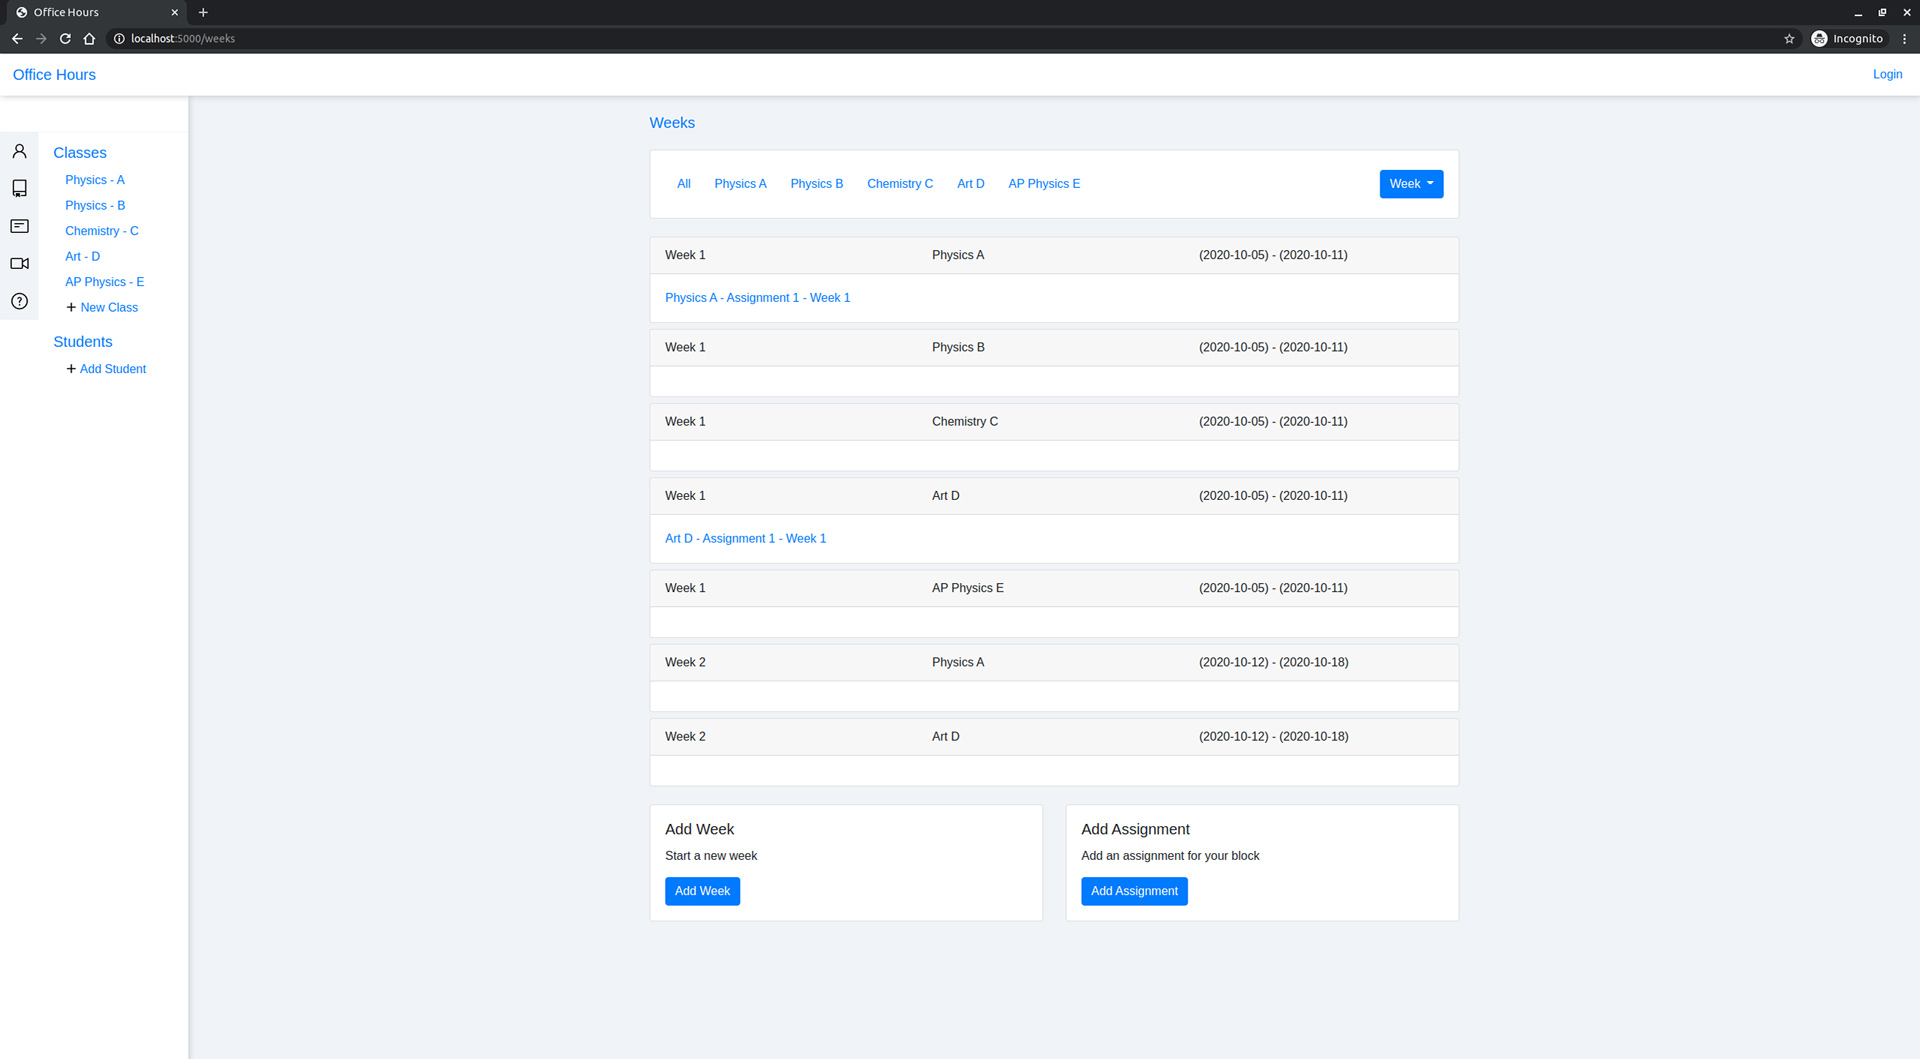 Office Hours
localhost:5000/weeks
Incognito
Office Hours
Login
Classes
Physics - A
Physics - B
Chemistry - C
Art - D
AP Physics - E
+ New Class
Students
+ Add Student
Weeks
All Physics A Physics B Chemistry C Art D AP Physics E Week
Week 1 Physics A (2020-10-05) - (2020-10-11)
Physics A - Assignment 1 - Week 1
Week 1 Physics B (2020-10-05) - (2020-10-11)
Week 1 Chemistry C (2020-10-05) - (2020-10-11)
Week 1 Art D (2020-10-05) - (2020-10-11)
Art D - Assignment 1 - Week 1
Week 1 AP Physics E (2020-10-05) - (2020-10-11)
Week 2 Physics A (2020-10-12) - (2020-10-18)
Week 2 Art D (2020-10-12) - (2020-10-18)
Add Week
Start a new week
Add Week
Add Assignment
Add an assignment for your block
Add Assignment